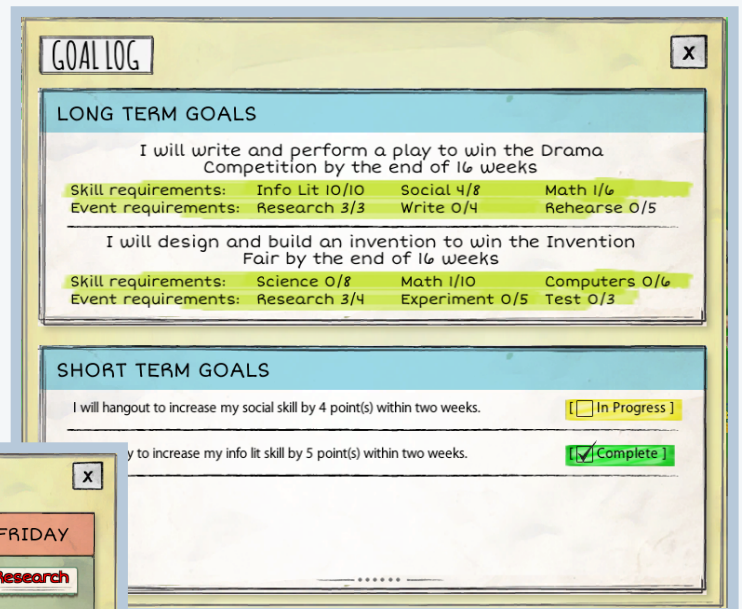 GOAL LOG
X
LONG TERM GOALS
I will write and perform a play to win the Drama
Competition by the end of 16 weeks
Skill requirements: Info Lit 10/10 Social 4/8 Math 1/6
Event requirements: Research 3/3 Write 0/4 Rehearse 0/5
I will design and build an invention to win the Invention
Fair by the end of 16 weeks
Skill requirements: Science 0/8 Math 1/10 Computers 0/6
Event requirements: Research 3/4 Experiment 0/5 Test 0/3
SHORT TERM GOALS
I will hangout to increase my social skill by 4 point(s) within two weeks.
[ In Progress ]
to increase my info lit skill by 5 point(s) within two weeks.
[ Complete ]
X
FRIDAY
Research